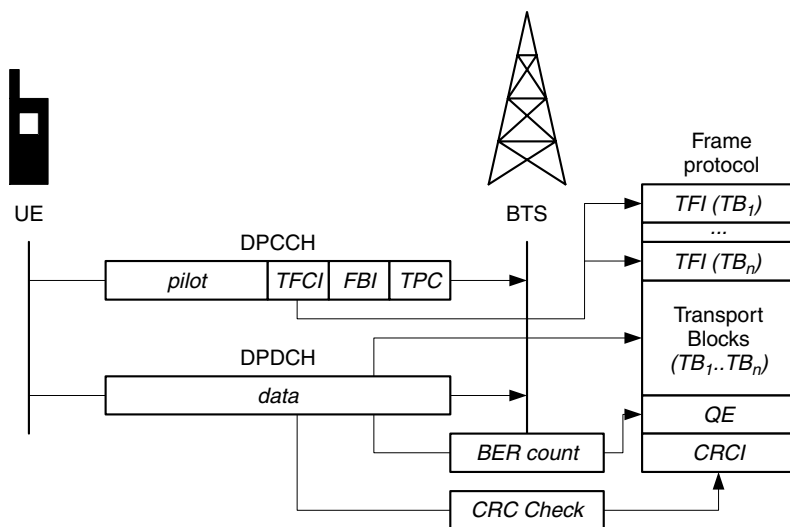 Frame
protocol
UE
BTS
TFI (TB1)
...
DPCCH
pilot TFCI FBI TPC
TFI (TBn)
Transport
Blocks
(TB1..TBn)
DPDCH
data
QE
BER count
CRCI
CRC Check